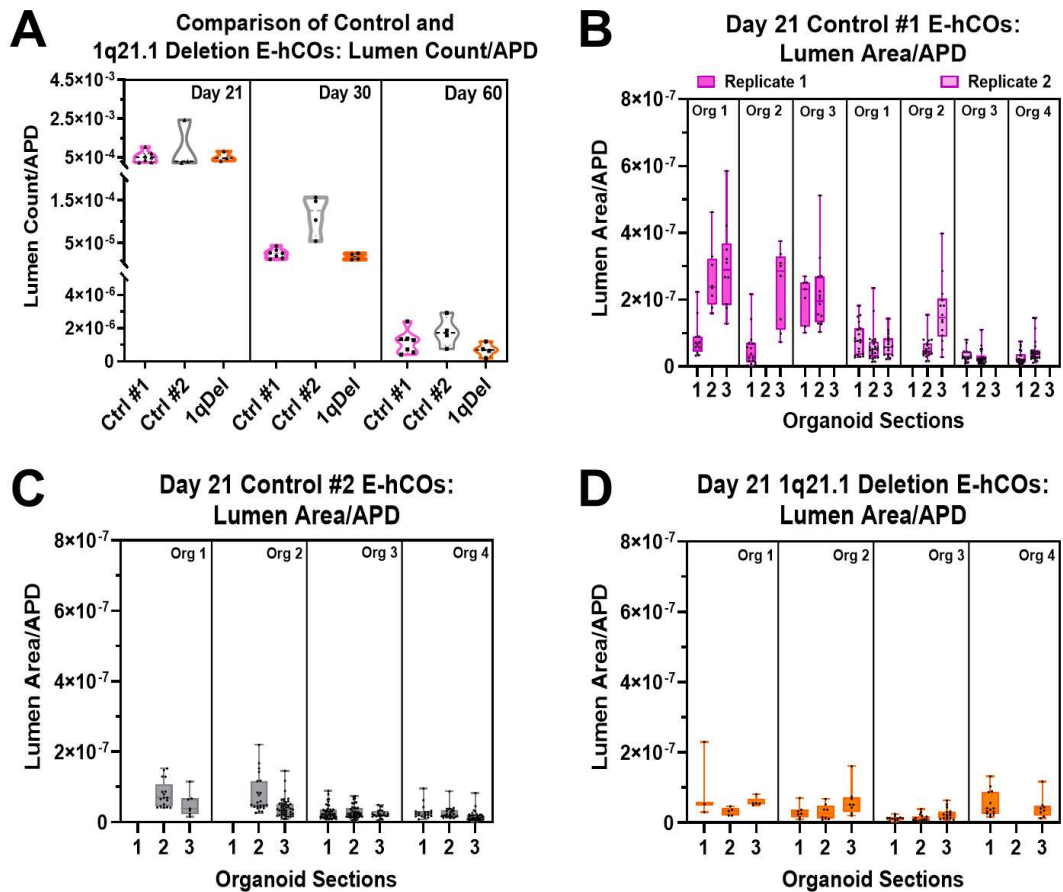 A
Comparison of Control and
1q21.1 Deletion E-hCOs: Lumen Count/APD
Lumen Count/APD
4.5×10⁻³
2.5×10⁻³
5×10⁻⁴
1.5×10⁻⁴
5×10⁻⁵
4×10⁻⁶
2×10⁻⁶
0
Day 21
Day 30
Day 60
Ctrl #1
Ctrl #2
1qDel
Ctrl #1
Ctrl #2
1qDel
Ctrl #1
Ctrl #2
1qDel
B
Day 21 Control #1 E-hCOs:
Lumen Area/APD
Replicate 1
Replicate 2
Lumen Area/APD
8×10⁻⁷
6×10⁻⁷
4×10⁻⁷
2×10⁻⁷
0
Org 1
Org 2
Org 3
Org 1
Org 2
Org 3
Org 4
1 2 3
1 2 3
1 2 3
1 2 3
1 2 3
1 2 3
1 2 3
Organoid Sections
C
Day 21 Control #2 E-hCOs:
Lumen Area/APD
Lumen Area/APD
8×10⁻⁷
6×10⁻⁷
4×10⁻⁷
2×10⁻⁷
0
Org 1
Org 2
Org 3
Org 4
1 2 3
1 2 3
1 2 3
1 2 3
Organoid Sections
D
Day 21 1q21.1 Deletion E-hCOs:
Lumen Area/APD
Lumen Area/APD
8×10⁻⁷
6×10⁻⁷
4×10⁻⁷
2×10⁻⁷
0
Org 1
Org 2
Org 3
Org 4
1 2 3
1 2 3
1 2 3
1 2 3
Organoid Sections